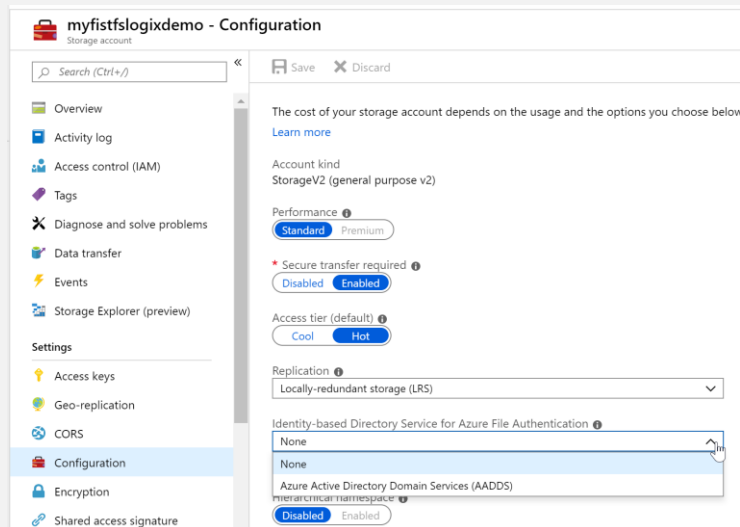 myfistfslogixdemo - Configuration
Storage account
Search (Ctrl+/)
«
Save
Discard
Overview
Activity log
Access control (IAM)
Tags
Diagnose and solve problems
Data transfer
Events
Storage Explorer (preview)
Settings
Access keys
Geo-replication
CORS
Configuration
Encryption
Shared access signature
The cost of your storage account depends on the usage and the options you choose below
Learn more
Account kind
StorageV2 (general purpose v2)
Performance
Standard Premium
* Secure transfer required
Disabled Enabled
Access tier (default)
Cool Hot
Replication
Locally-redundant storage (LRS)
Identity-based Directory Service for Azure File Authentication
None
None
Azure Active Directory Domain Services (AADDS)
Hierarchical namespace
Disabled Enabled